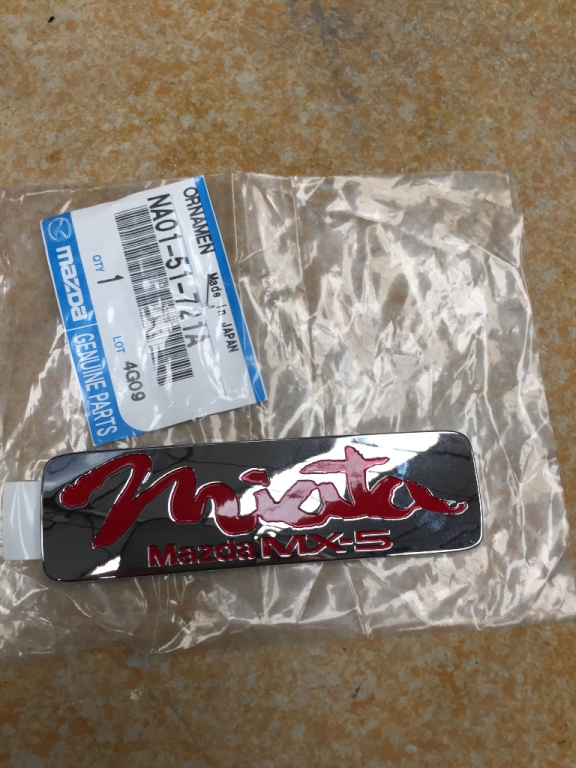 ORNAMEN
NA01-51-721A
Made in JAPAN
QTY
1
LOT
4G09
mazda
GENUINE PARTS
Miata
Mazda MX-5